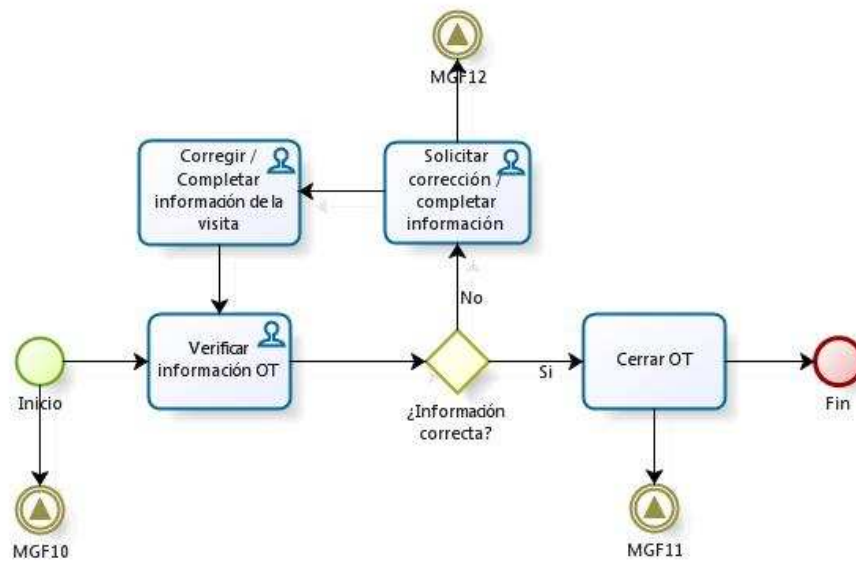 MGF12
Corregir /
Completar
información de la
visita
Solicitar
corrección /
completar
información
No
Verificar
información OT
Inicio
¿Información
correcta?
Si
Cerrar OT
Fin
MGF10
MGF11